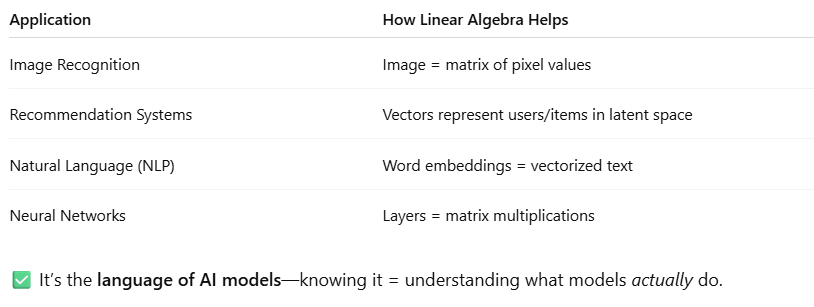 Application How Linear Algebra Helps
Image Recognition Image = matrix of pixel values
Recommendation Systems Vectors represent users/items in latent space
Natural Language (NLP) Word embeddings = vectorized text
Neural Networks Layers = matrix multiplications
✅ It’s the language of AI models—knowing it = understanding what models actually do.